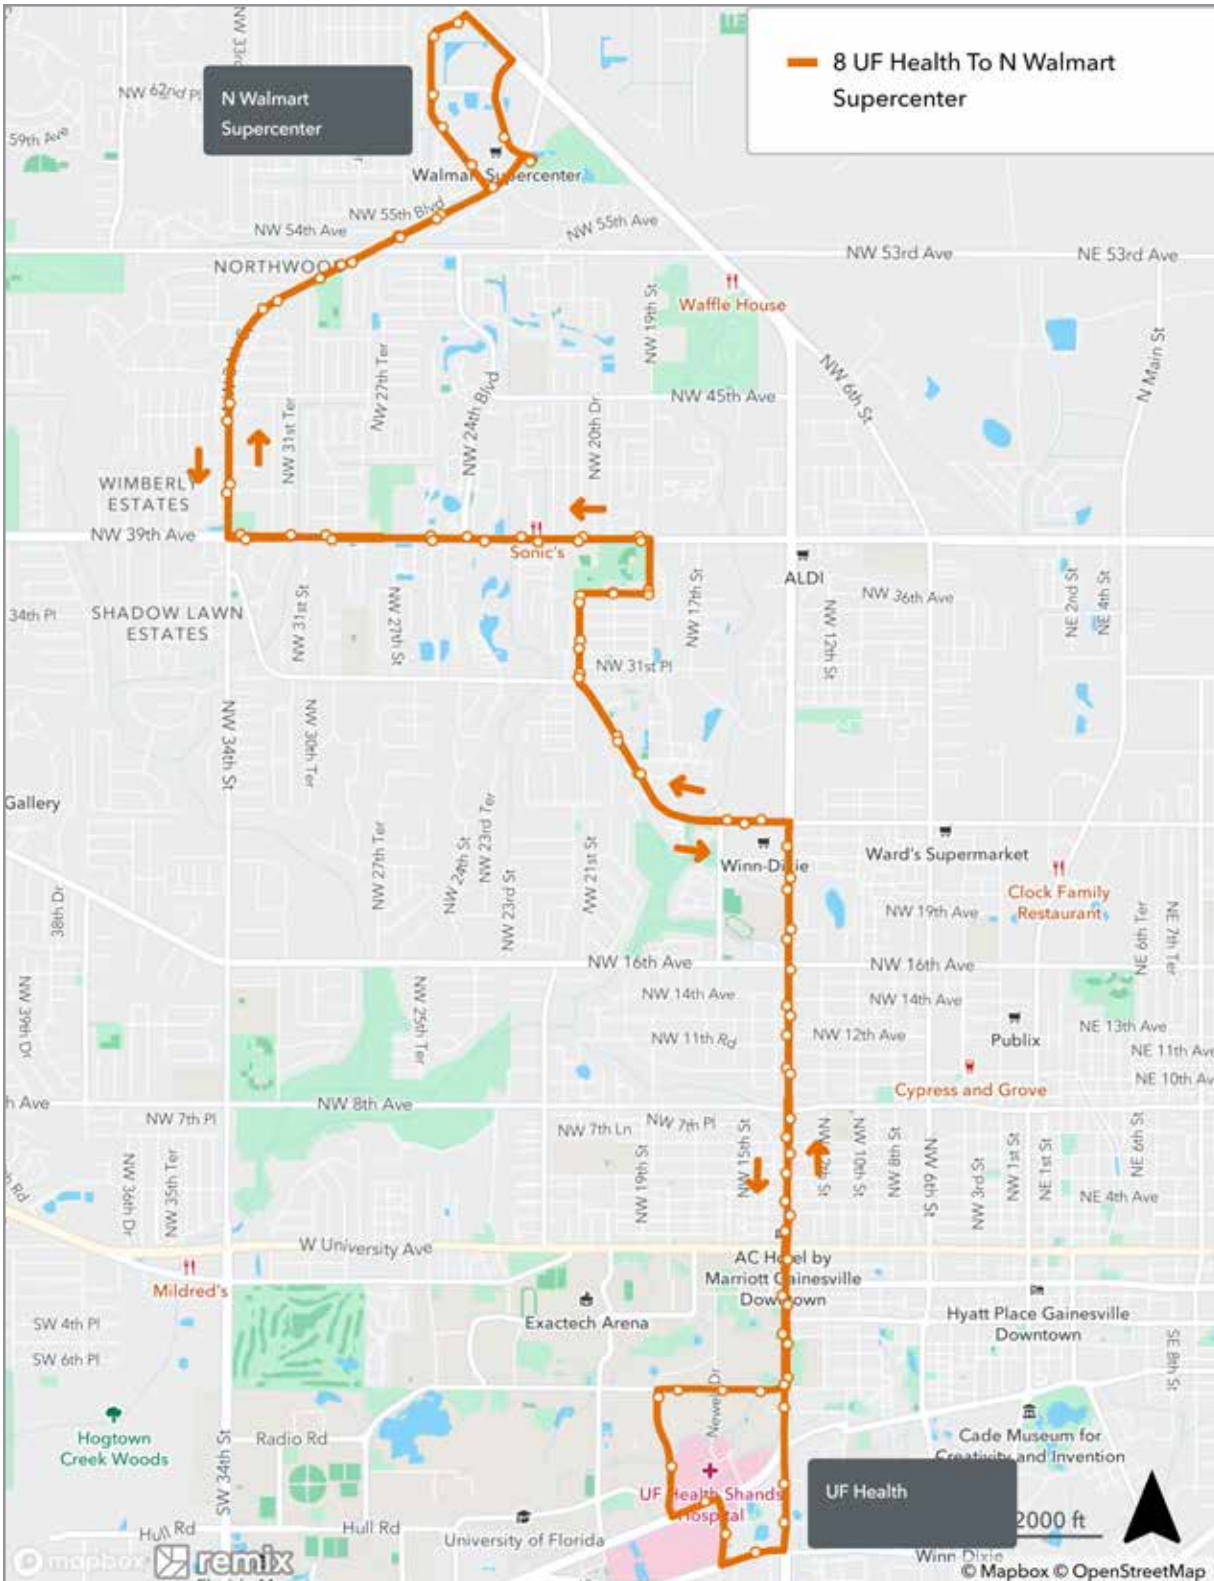 8 UF Health To N Walmart
Supercenter
NW 33rd
NW 62nd Pl
N Walmart
Supercenter
59th Ave
Supercenter
NW 55th Blvd
NW 54th Ave
NW 55th Ave
NW 53rd Ave
NE 53rd Ave
Waffle House
NW 19th St
N Main St
NW 27th Ter
NW 24th Blvd
NW 6th St
NW 45th Ave
NW 31st Ter
NW 20th Dr
WIMBERLY
ESTATES
NW 39th Ave
Sonic's
ALDI
NW 17th St
NW 36th Ave
NE 2nd St
NE 4th St
34th Pl
SHADOW LAWN
ESTATES
NW 31st St
NW 27th St
NW 12th St
NW 31st Pl
NW 34th St
NW 30th Ter
Gallery
NW 27th Ter
NW 24th St
NW 23rd Ter
NW 23rd St
NW 21st St
Winn-Dixie
Ward's Supermarket
Clock Family
Restaurant
38th Dr
NW 19th Ave
NE 6th Ter
NE 7th Ter
NW 16th Ave
NW 16th Ave
NW 39th Dr
NW 25th Ter
NW 14th Ave
NW 14th Ave
NW 11th Rd
NW 12th Ave
Publix
NE 13th Ave
NE 11th Ave
NE 10th Av
Cypress and Grove
h Ave
NW 8th Ave
NW 7th Pl
NW 7th Ln
NW 7th Pl
NW 15th St
NW 10th St
NW 8th St
NW 6th St
NW 3rd St
NW 1st St
NE 1st St
NE 6th St
NW 36th Dr
NW 35th Ter
NW 19th St
NE 4th Ave
h Rd
W University Ave
AC Hotel by
Marriott Gainesville
Downtown
Mildred's
Exactech Arena
Hyatt Place Gainesville
Downtown
SW 4th Pl
SW 6th Pl
SE 8th St
Newell Dr
Hogtown
Creek Woods
Radio Rd
SW 34th St
Cade Museum for
Creativity and Invention
UF Health Shands
Hospital
UF Health
Hull Rd
Hull Rd
University of Florida
2000 ft
Winn Dixie
mapbox remix
© Mapbox © OpenStreetMap